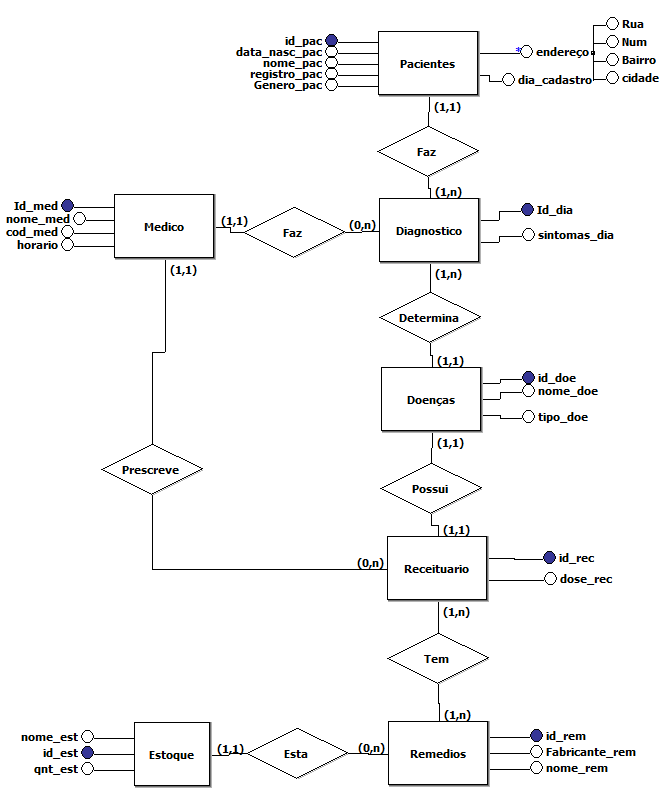 id_pac
data_nasc_pac
nome_pac
registro_pac
Genero_pac
Pacientes
*
endereço
dia_cadastro
Rua
Num
Bairro
cidade
(1,1)
Faz
(1,n)
Id_med
nome_med
cod_med
horario
Medico
(1,1)
Faz
(0,n)
Diagnostico
Id_dia
sintomas_dia
(1,1)
(1,n)
Determina
(1,1)
Doenças
id_doe
nome_doe
tipo_doe
(1,1)
Prescreve
Possui
(1,1)
(0,n)
Receituario
id_rec
dose_rec
(1,n)
Tem
(1,n)
nome_est
id_est
qnt_est
Estoque
(1,1)
Esta
(0,n)
Remedios
id_rem
Fabricante_rem
nome_rem